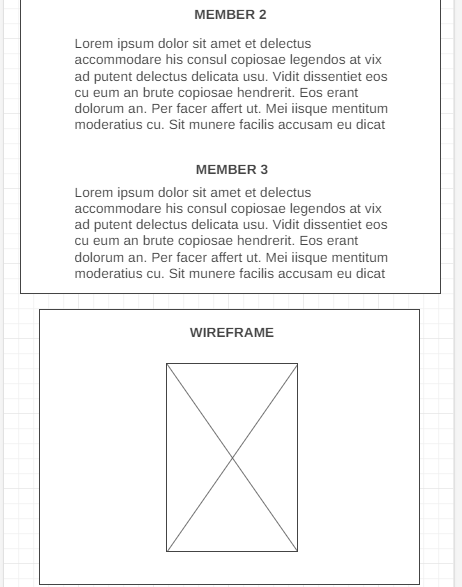 MEMBER 2
Lorem ipsum dolor sit amet et delectus
accommodare his consul copiosae legendos at vix
ad putent delectus delicata usu. Vidit dissentiet eos
cu eum an brute copiosae hendrerit. Eos erant
dolorum an. Per facer affert ut. Mei iisque mentitum
moderatius cu. Sit munere facilis accusam eu dicat
MEMBER 3
Lorem ipsum dolor sit amet et delectus
accommodare his consul copiosae legendos at vix
ad putent delectus delicata usu. Vidit dissentiet eos
cu eum an brute copiosae hendrerit. Eos erant
dolorum an. Per facer affert ut. Mei iisque mentitum
moderatius cu. Sit munere facilis accusam eu dicat
WIREFRAME